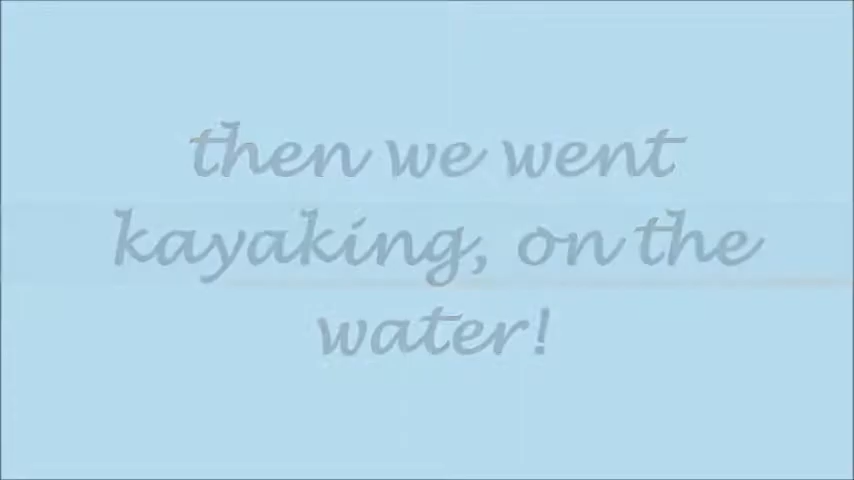 then we went
kayaking, on the
water!